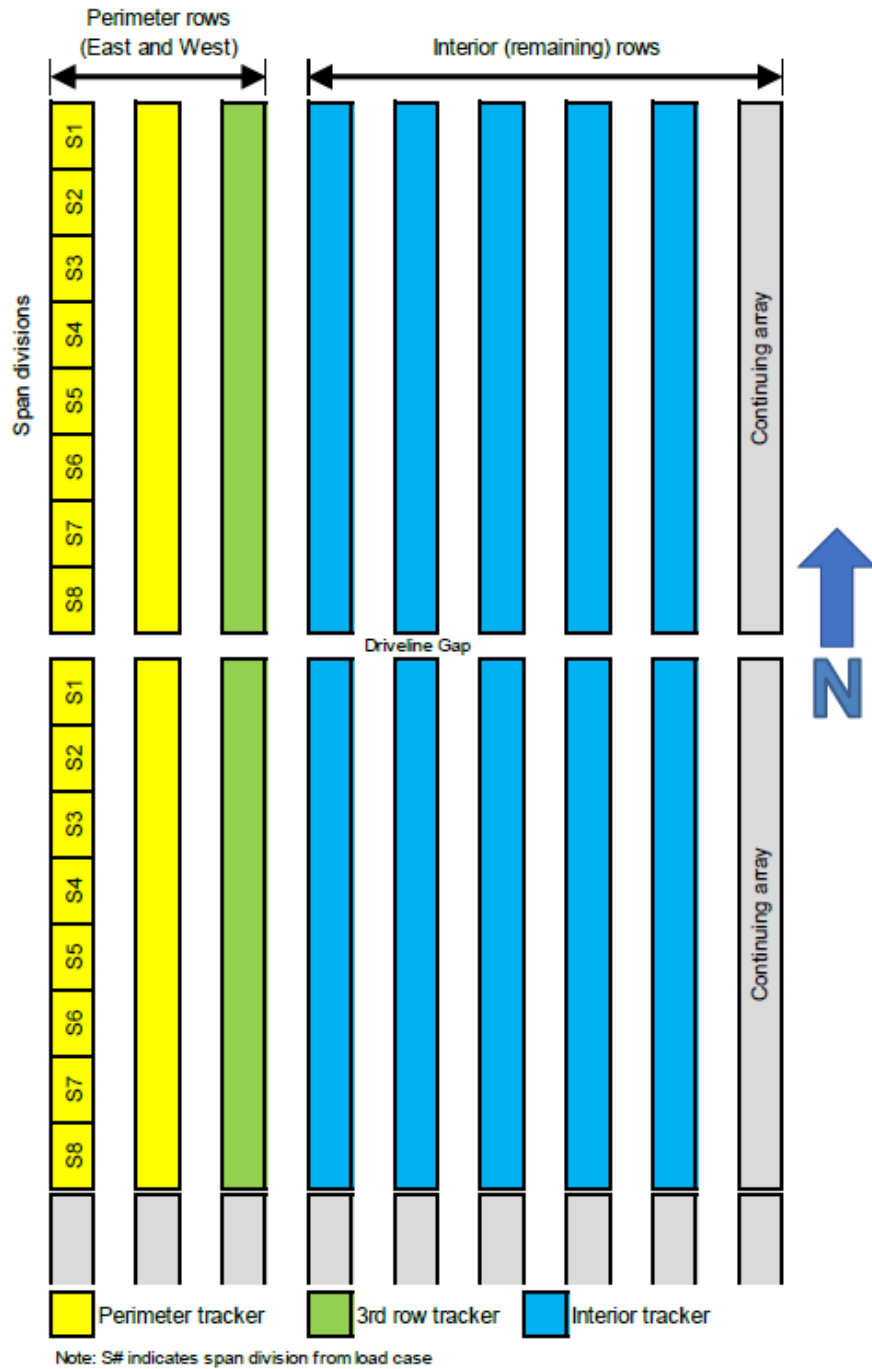 Perimeter rows
(East and West)
Interior (remaining) rows
Span divisions
S1
S2
S3
S4
S5
S6
S7
S8
Continuing array
N
Driveline Gap
S1
S2
S3
S4
S5
S6
S7
S8
Continuing array
Perimeter tracker
3rd row tracker
Interior tracker
Note: S# indicates span division from load case